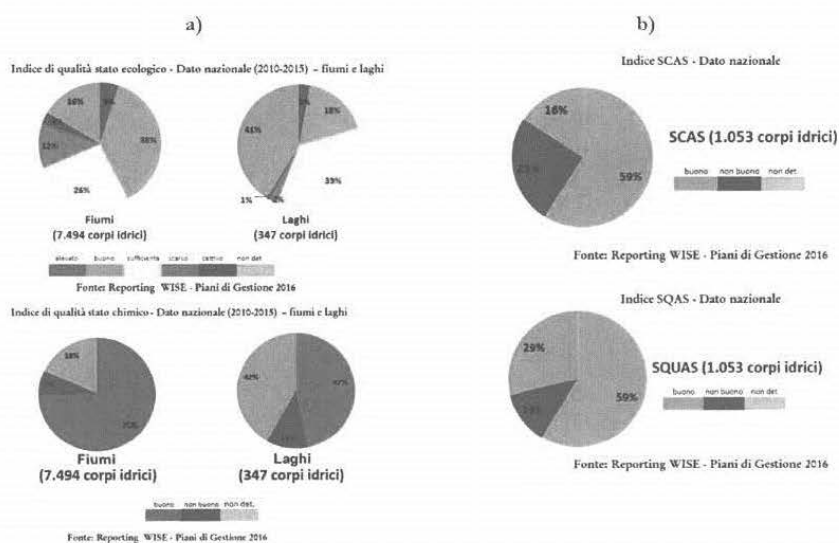 a)
Indice di qualità stato ecologico - Dato nazionale (2010-2015) – fiumi e laghi
16%
38%
12%
26%
Fiumi
(7.494 corpi idrici)
41%
18%
39%
1%
Laghi
(347 corpi idrici)
elevato buono sufficiente scarso cattivo non det.
Fonte: Reporting WISE - Piani di Gestione 2016
Indice di qualità stato chimico - Dato nazionale (2010-2015) – fiumi e laghi
18%
75%
Fiumi
(7.494 corpi idrici)
42%
47%
Laghi
(347 corpi idrici)
buono non buono non det.
Fonte: Reporting WISE - Piani di Gestione 2016
b)
Indice SCAS - Dato nazionale
16%
25%
59%
SCAS (1.053 corpi idrici)
buono non buono non det.
Fonte: Reporting WISE - Piani di Gestione 2016
Indice SQAS - Dato nazionale
29%
59%
SQUAS (1.053 corpi idrici)
buono non buono non det.
Fonte: Reporting WISE - Piani di Gestione 2016